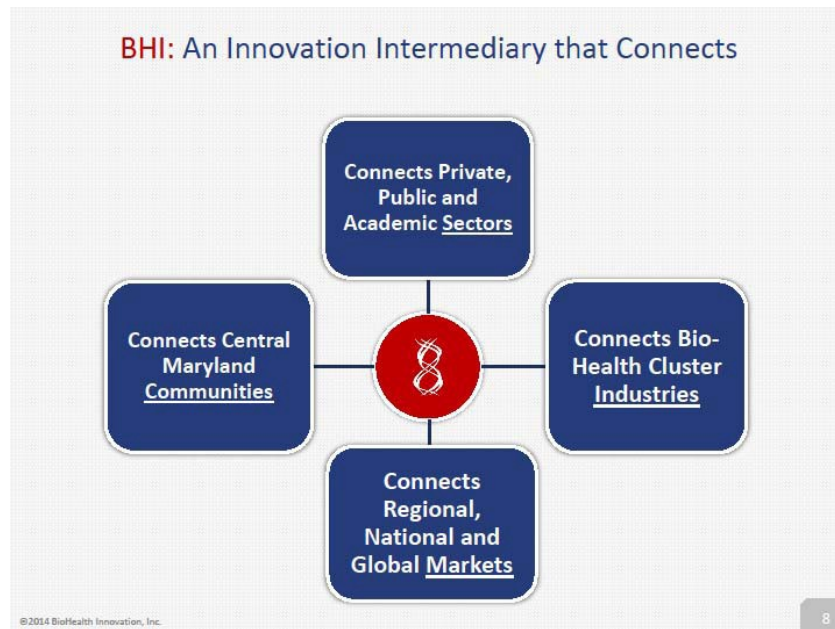 BHI: An Innovation Intermediary that Connects
Connects Private,
Public and
Academic Sectors
Connects Central
Maryland
Communities
Connects Bio-
Health Cluster
Industries
Connects
Regional,
National and
Global Markets
©2014 BioHealth Innovation, Inc.
8